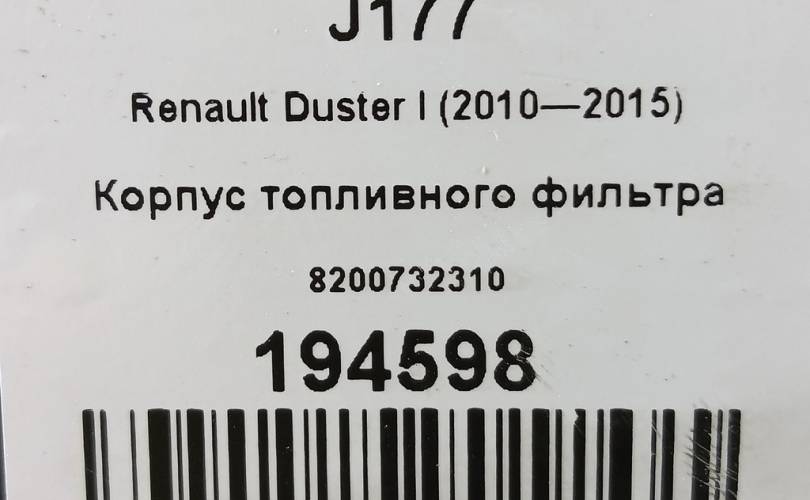 J177
Renault Duster I (2010—2015)
Корпус топливного фильтра
8200732310
194598